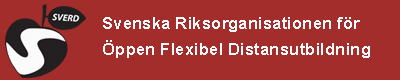 SVERD
Svenska Riksorganisationen för
Öppen Flexibel Distansutbildning